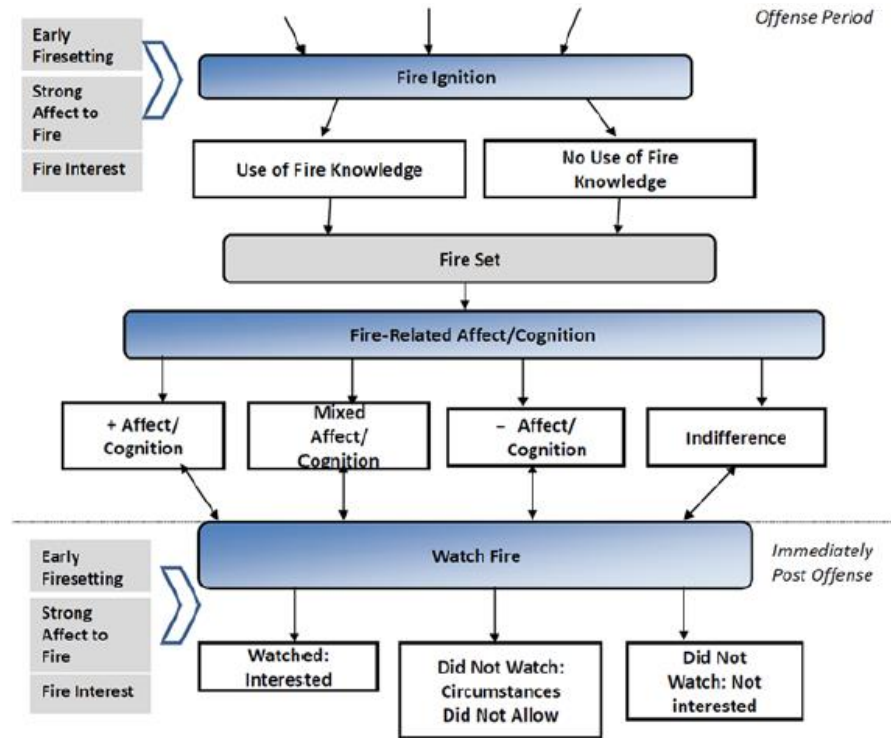 Offense Period
Early
Firesetting
Strong
Affect to
Fire
Fire Interest
Fire Ignition
Use of Fire Knowledge
No Use of Fire
Knowledge
Fire Set
Fire-Related Affect/Cognition
+ Affect/
Cognition
Mixed
Affect/
Cognition
– Affect/
Cognition
Indifference
Early
Firesetting
Strong
Affect to
Fire
Fire Interest
Watch Fire
Immediately
Post Offense
Watched:
Interested
Did Not Watch:
Circumstances
Did Not Allow
Did Not
Watch: Not
interested